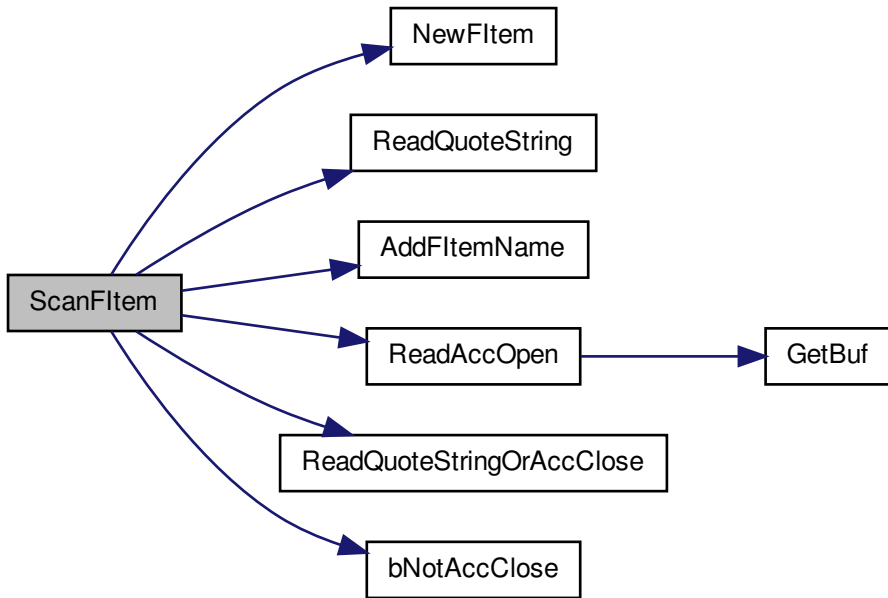 NewFItem
ReadQuoteString
AddFItemName
ScanFItem
ReadAccOpen
GetBuf
ReadQuoteStringOrAccClose
bNotAccClose